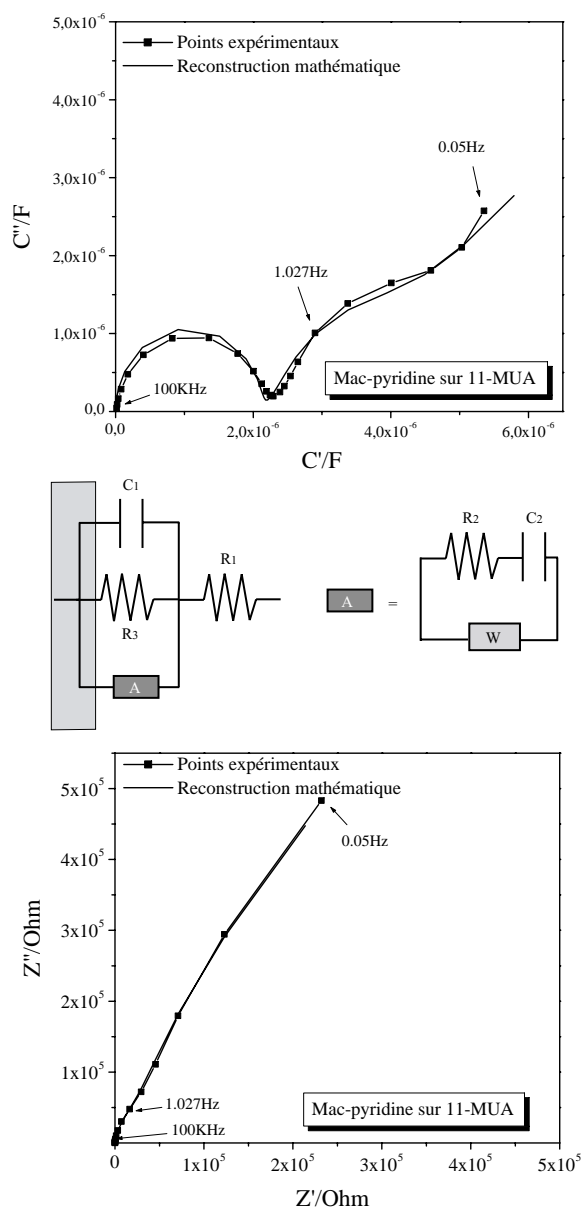 5,0x10⁻⁶
Points expérimentaux
Reconstruction mathématique
4,0x10⁻⁶
3,0x10⁻⁶
0.05Hz
C''/F
2,0x10⁻⁶
1.027Hz
1,0x10⁻⁶
100KHz
Mac-pyridine sur 11-MUA
0,0
0,0 2,0x10⁻⁶ 4,0x10⁻⁶ 6,0x10⁻⁶
C'/F
C1
R2 C2
R1
A =
R3
W
A
Points expérimentaux
5x10⁵
Reconstruction mathématique
0.05Hz
4x10⁵
Z''/Ohm
3x10⁵
2x10⁵
1x10⁵
1.027Hz
Mac-pyridine sur 11-MUA
100KHz
0 1x10⁵ 2x10⁵ 3x10⁵ 4x10⁵ 5x10⁵
Z'/Ohm